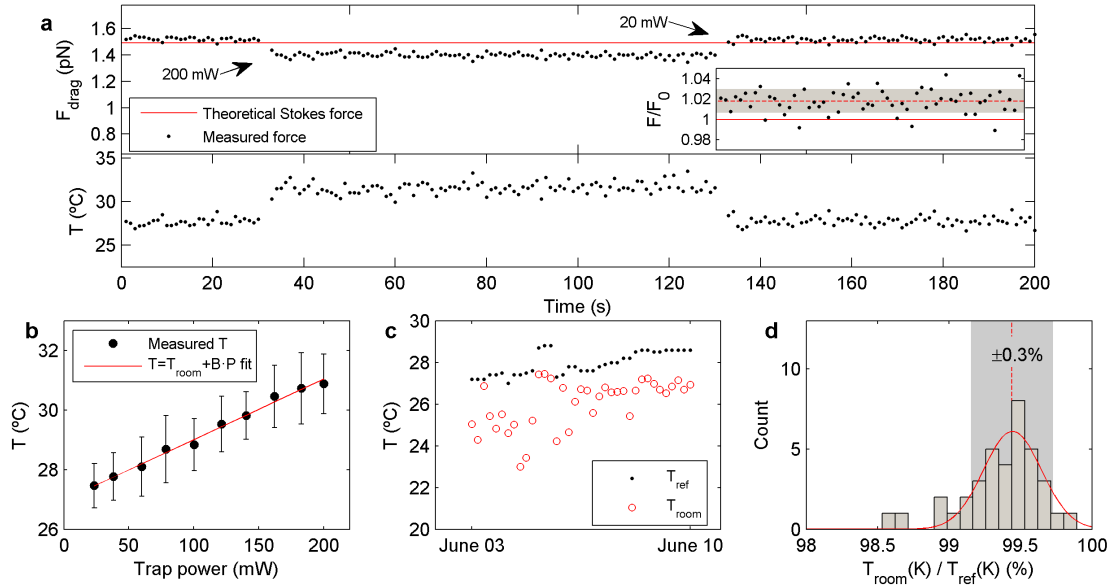 a
1.6
1.4
1.2
1
0.8
F_drag (pN)
200 mW
20 mW
Theoretical Stokes force
Measured force
1.04
1.02
1
0.98
F/F_0
35
30
25
T (ºC)
0 20 40 60 80 100 120 140 160 180 200
Time (s)
b
32
30
28
26
T (ºC)
Measured T
T=T_room+B·P fit
0 50 100 150 200
Trap power (mW)
c
30
28
26
24
22
20
T (ºC)
T_ref
T_room
June 03 June 10
d
10
5
0
Count
±0.3%
98 98.5 99 99.5 100
T_room(K) / T_ref(K) (%)